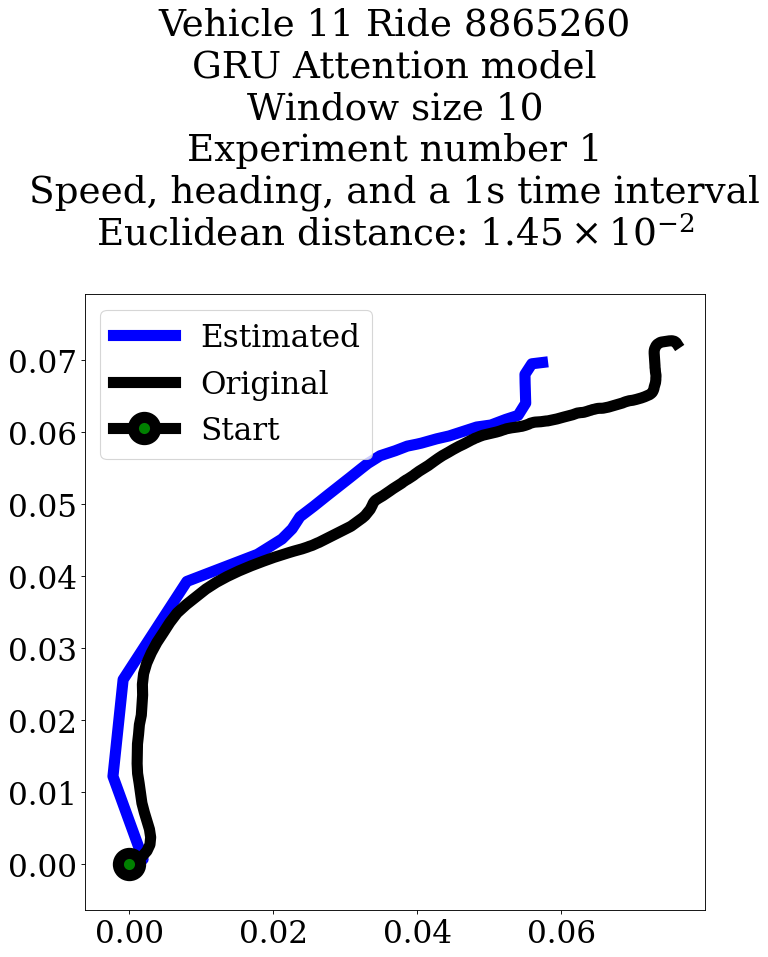 Vehicle 11 Ride 8865260
GRU Attention model
Window size 10
Experiment number 1
Speed, heading, and a 1s time interval
Euclidean distance: 1.45 × 10⁻²
Estimated
Original
Start
0.07
0.06
0.05
0.04
0.03
0.02
0.01
0.00
0.00 0.02 0.04 0.06